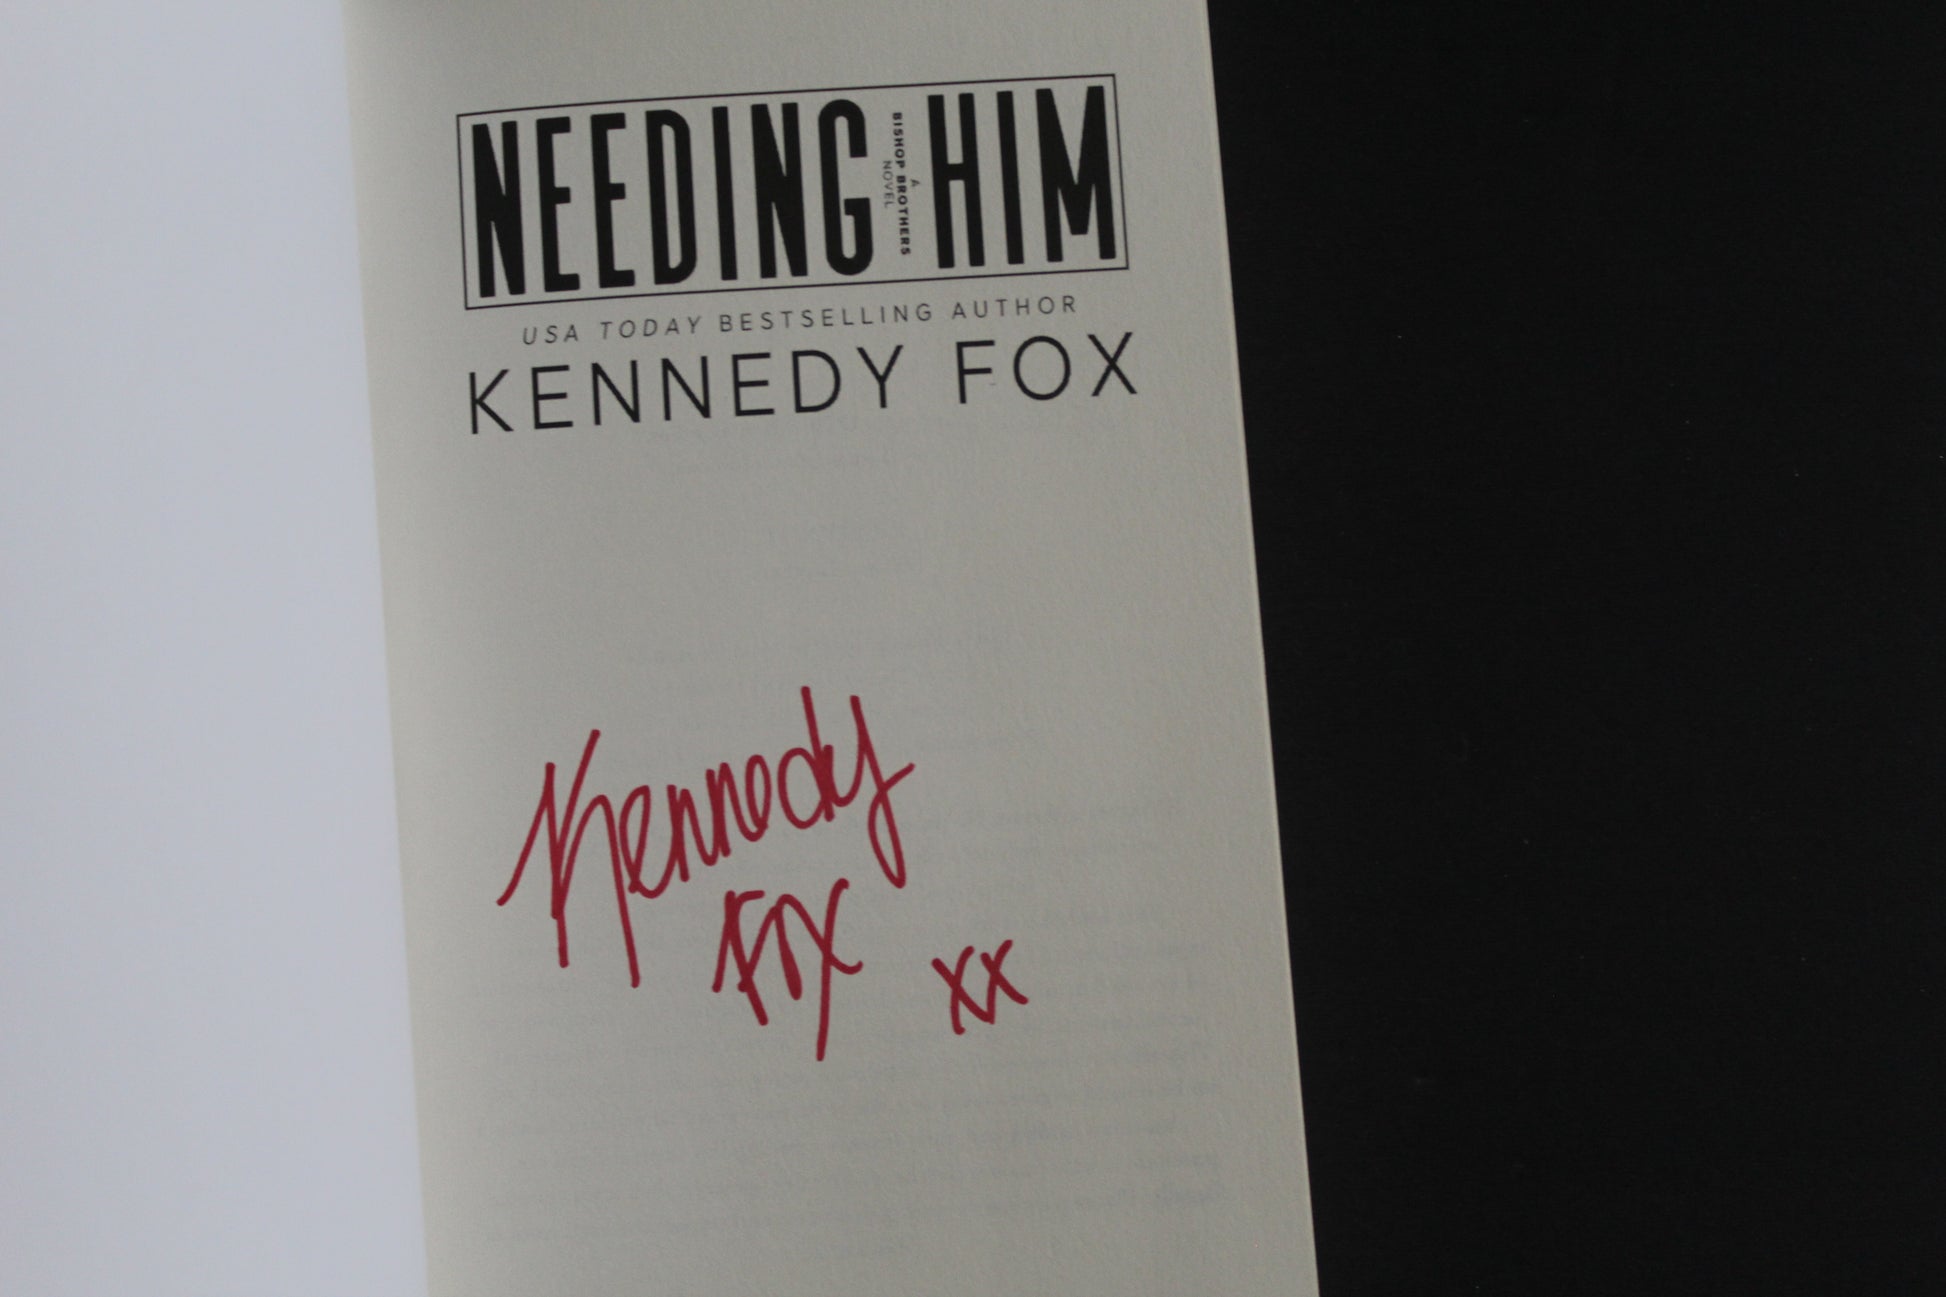 NEEDING HIM
A
BISHOP BROTHERS
NOVEL
USA TODAY BESTSELLING AUTHOR
KENNEDY FOX
Kennedy
Fox xx